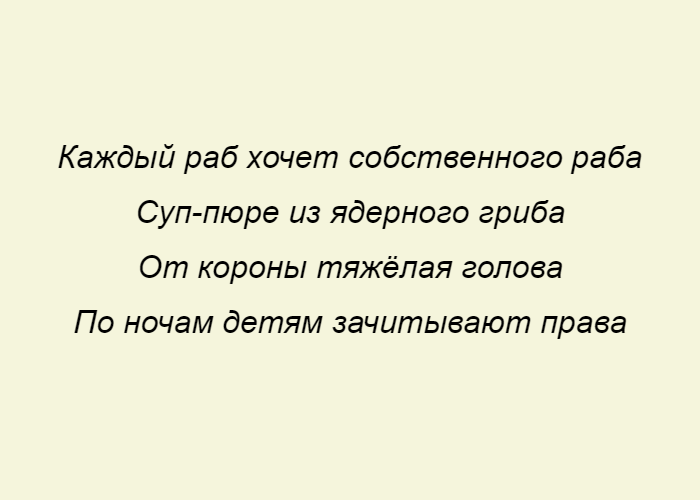 Каждый раб хочет собственного раба
Суп-пюре из ядерного гриба
От короны тяжёлая голова
По ночам детям зачитывают права